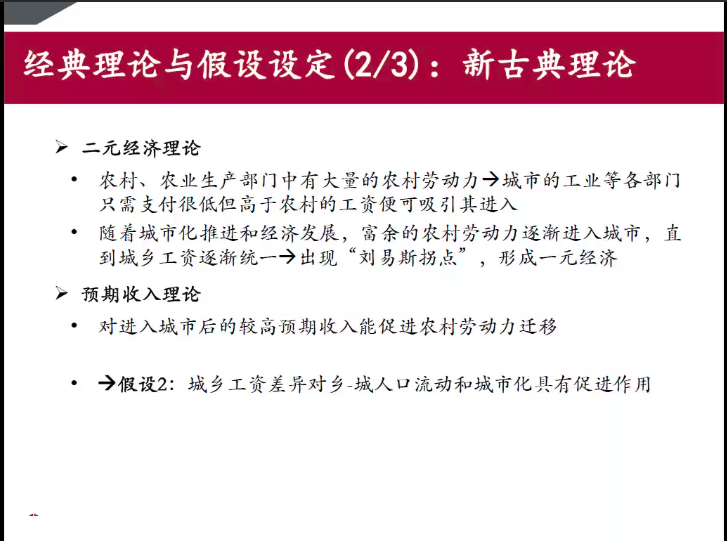 经典理论与假设设定(2/3)：新古典理论
➢ 二元经济理论
• 农村、农业生产部门中有大量的农村劳动力→城市的工业等各部门
只需支付很低但高于农村的工资便可吸引其进入
• 随着城市化推进和经济发展，富余的农村劳动力逐渐进入城市，直
到城乡工资逐渐统一→出现“刘易斯拐点”，形成一元经济
➢ 预期收入理论
• 对进入城市后的较高预期收入能促进农村劳动力迁移
• →假设2：城乡工资差异对乡-城人口流动和城市化具有促进作用